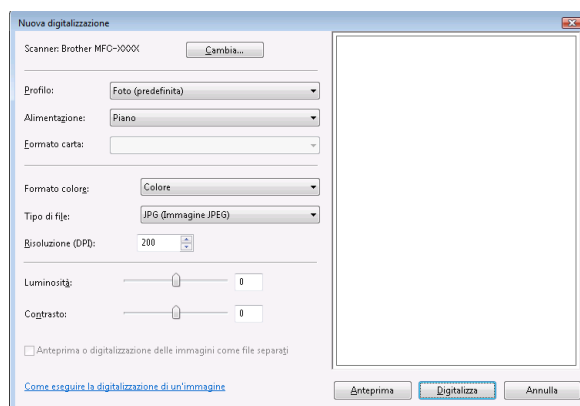 Nuova digitalizzazione
Scanner: Brother MFC-XXXX
Cambia...
Profilo:
Foto (predefinita)
Alimentazione:
Piano
Formato carta:
Formato colore:
Colore
Tipo di file:
JPG (Immagine JPEG)
Risoluzione (DPI):
200
Luminosità:
0
Contrasto:
0
Anteprima o digitalizzazione delle immagini come file separati
Come eseguire la digitalizzazione di un'immagine
Anteprima
Digitalizza
Annulla